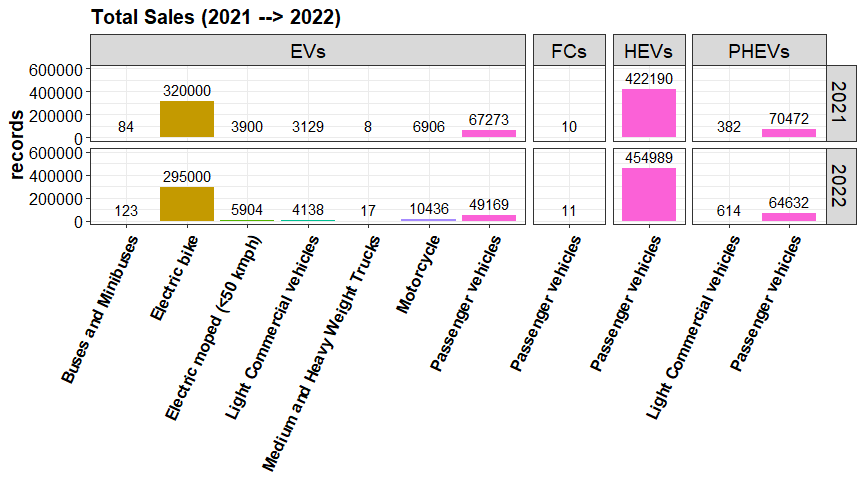 Total Sales (2021 --> 2022)
EVs FCs HEVs PHEVs
records
600000
400000
200000
0
84 320000 3900 3129 8 6906 67273 10 422190 382 70472
2021
600000
400000
200000
0
123 295000 5904 4138 17 10436 49169 11 454989 614 64632
2022
Buses and Minibuses
Electric bike
Electric moped (<50 kmph)
Light Commercial vehicles
Medium and Heavy Weight Trucks
Motorcycle
Passenger vehicles
Passenger vehicles
Passenger vehicles
Light Commercial vehicles
Passenger vehicles